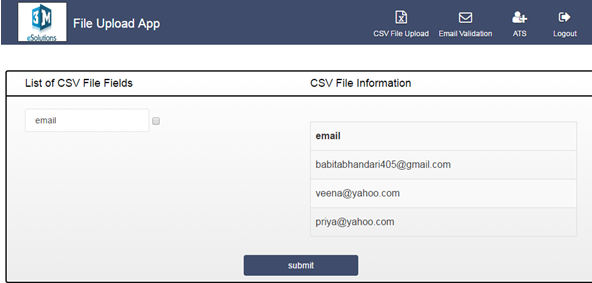 3M
eSolutions
File Upload App
CSV File Upload
Email Validation
ATS
Logout
List of CSV File Fields
CSV File Information
email
email
babitabhandari405@gmail.com
veena@yahoo.com
priya@yahoo.com
submit